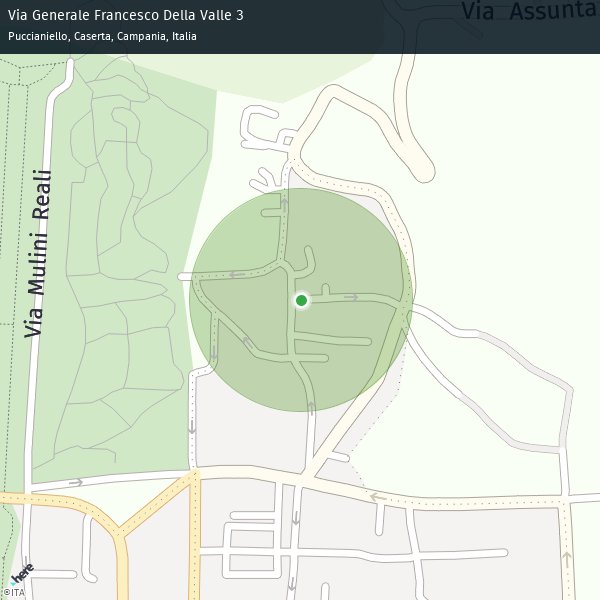 Via Generale Francesco Della Valle 3
Puccianiello, Caserta, Campania, Italia
Via Assunta
Via Mulini Reali
here
©ITA